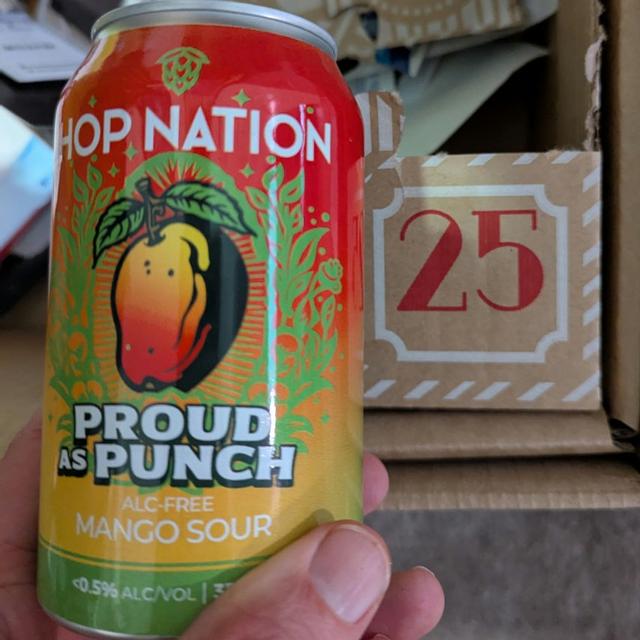 HOP NATION
25
PROUD
AS PUNCH
ALC-FREE
MANGO SOUR
<0.5% ALC/VOL |